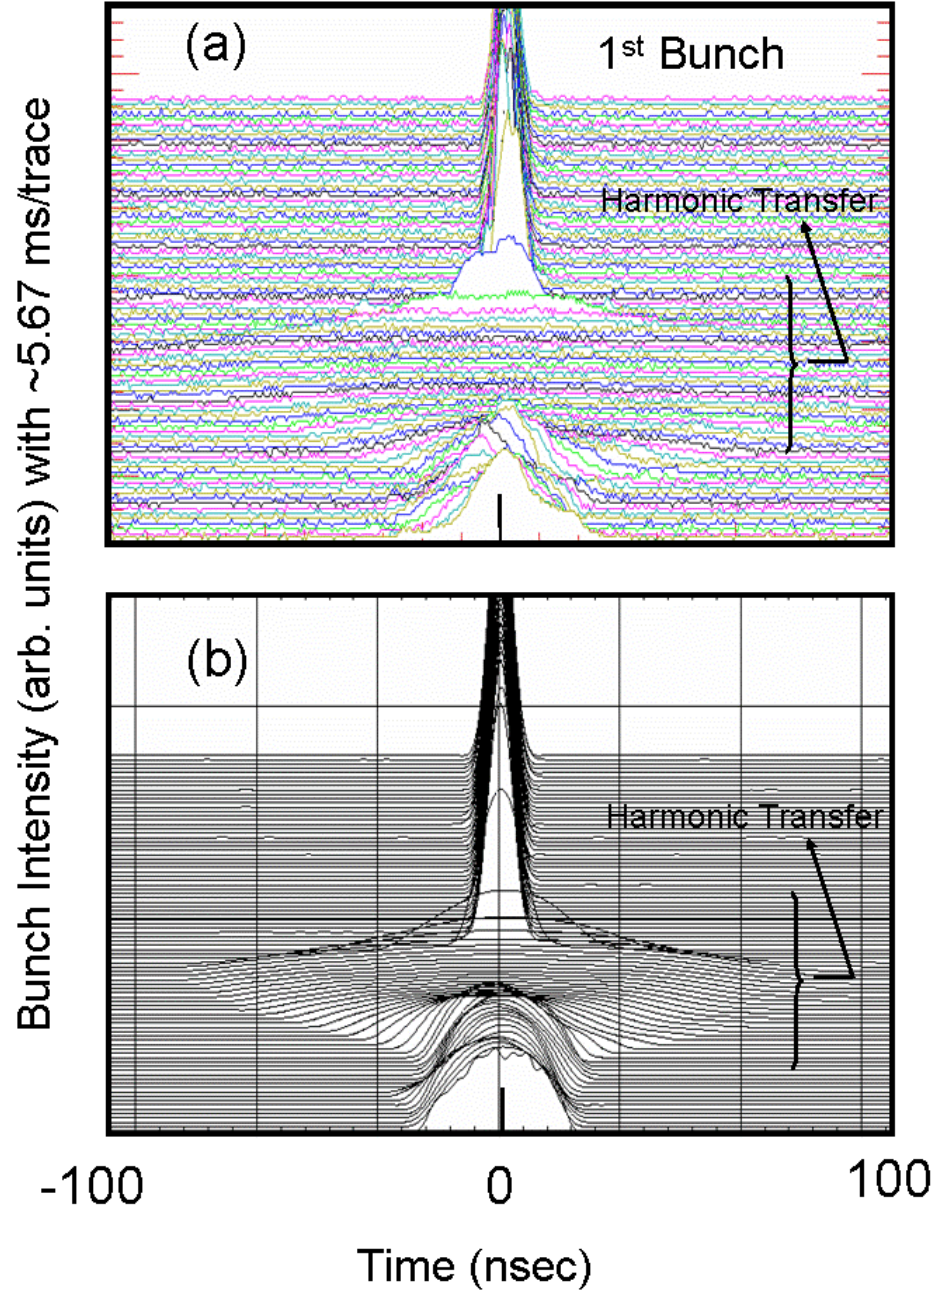 Bunch Intensity (arb. units) with ~5.67 ms/trace
(a)
1st Bunch
Harmonic Transfer
(b)
Harmonic Transfer
-100 0 100
Time (nsec)